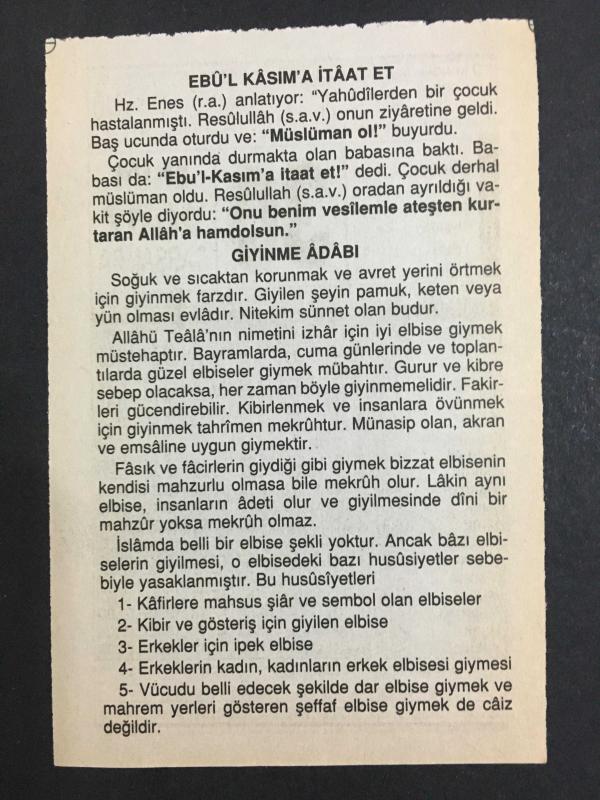 EBÛ'L KÂSIM'A İTÂAT ET
Hz. Enes (r.a.) anlatıyor: “Yahûdîlerden bir çocuk
hastalanmıştı. Resûlullâh (s.a.v.) onun ziyâretine geldi.
Baş ucunda oturdu ve: “Müslüman ol!” buyurdu.
Çocuk yanında durmakta olan babasına baktı. Ba-
bası da: “Ebu'l-Kasım'a itaat et!” dedi. Çocuk derhal
müslüman oldu. Resûlullah (s.a.v.) oradan ayrıldığı va-
kit şöyle diyordu: “Onu benim vesîlemle ateşten kur-
taran Allâh'a hamdolsun.”
GİYİNME ÂDÂBI
Soğuk ve sıcaktan korunmak ve avret yerini örtmek
için giyinmek farzdır. Giyilen şeyin pamuk, keten veya
yün olması evlâdır. Nitekim sünnet olan budur.
Allâhü Teâlâ'nın nimetini izhâr için iyi elbise giymek
müstehaptır. Bayramlarda, cuma günlerinde ve toplan-
tılarda güzel elbiseler giymek mübahtır. Gurur ve kibre
sebep olacaksa, her zaman böyle giyinmemelidir. Fakir-
leri gücendirebilir. Kibirlenmek ve insanlara övünmek
için giyinmek tahrîmen mekrûhtur. Münasip olan, akran
ve emsâline uygun giymektir.
Fâsık ve fâcirlerin giydiği gibi giymek bizzat elbisenin
kendisi mahzurlu olmasa bile mekrûh olur. Lâkin aynı
elbise, insanların âdeti olur ve giyilmesinde dîni bir
mahzûr yoksa mekrûh olmaz.
İslâmda belli bir elbise şekli yoktur. Ancak bâzı elbi-
selerin giyilmesi, o elbisedeki bazı husûsiyetler sebe-
biyle yasaklanmıştır. Bu husûsîyetleri
1- Kâfirlere mahsus şiâr ve sembol olan elbiseler
2- Kibir ve gösteriş için giyilen elbise
3- Erkekler için ipek elbise
4- Erkeklerin kadın, kadınların erkek elbisesi giymesi
5- Vücudu belli edecek şekilde dar elbise giymek ve
mahrem yerleri gösteren şeffaf elbise giymek de câiz
değildir.